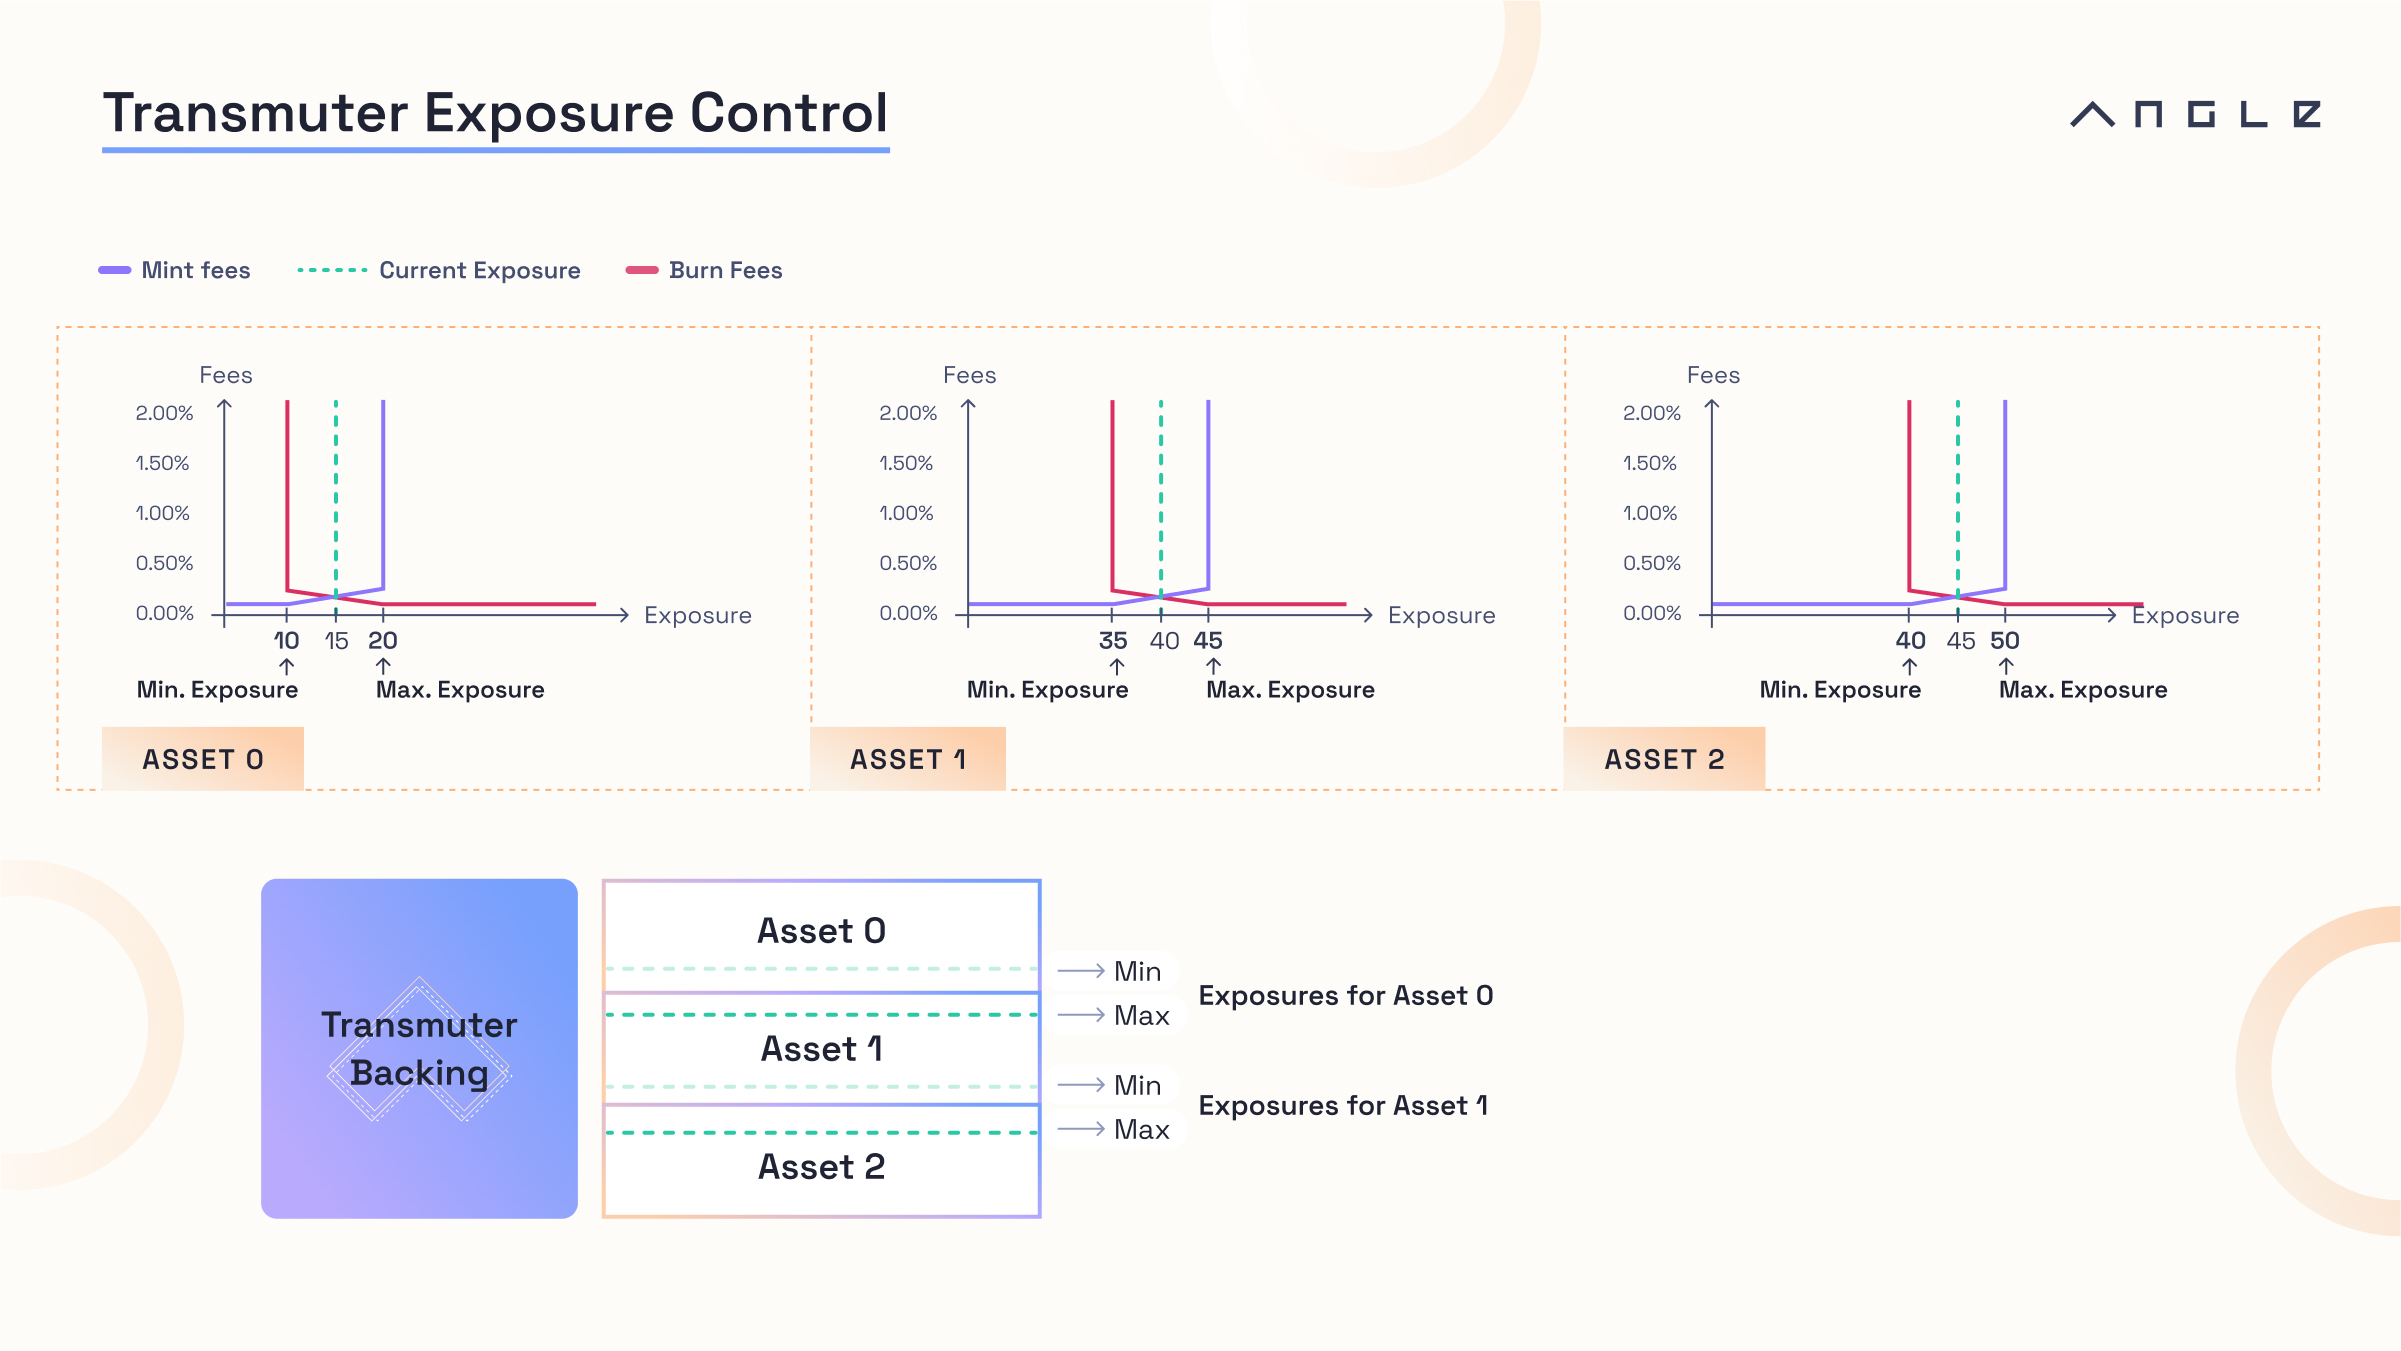 Transmuter Exposure Control
ANGLE
Mint fees
Current Exposure
Burn Fees
Fees
2.00%
1.50%
1.00%
0.50%
0.00%
Exposure
10 15 20
Min. Exposure
Max. Exposure
ASSET 0
Fees
2.00%
1.50%
1.00%
0.50%
0.00%
Exposure
35 40 45
Min. Exposure
Max. Exposure
ASSET 1
Fees
2.00%
1.50%
1.00%
0.50%
0.00%
Exposure
40 45 50
Min. Exposure
Max. Exposure
ASSET 2
Transmuter
Backing
Asset 0
Asset 1
Asset 2
Min
Max
Exposures for Asset 0
Min
Max
Exposures for Asset 1